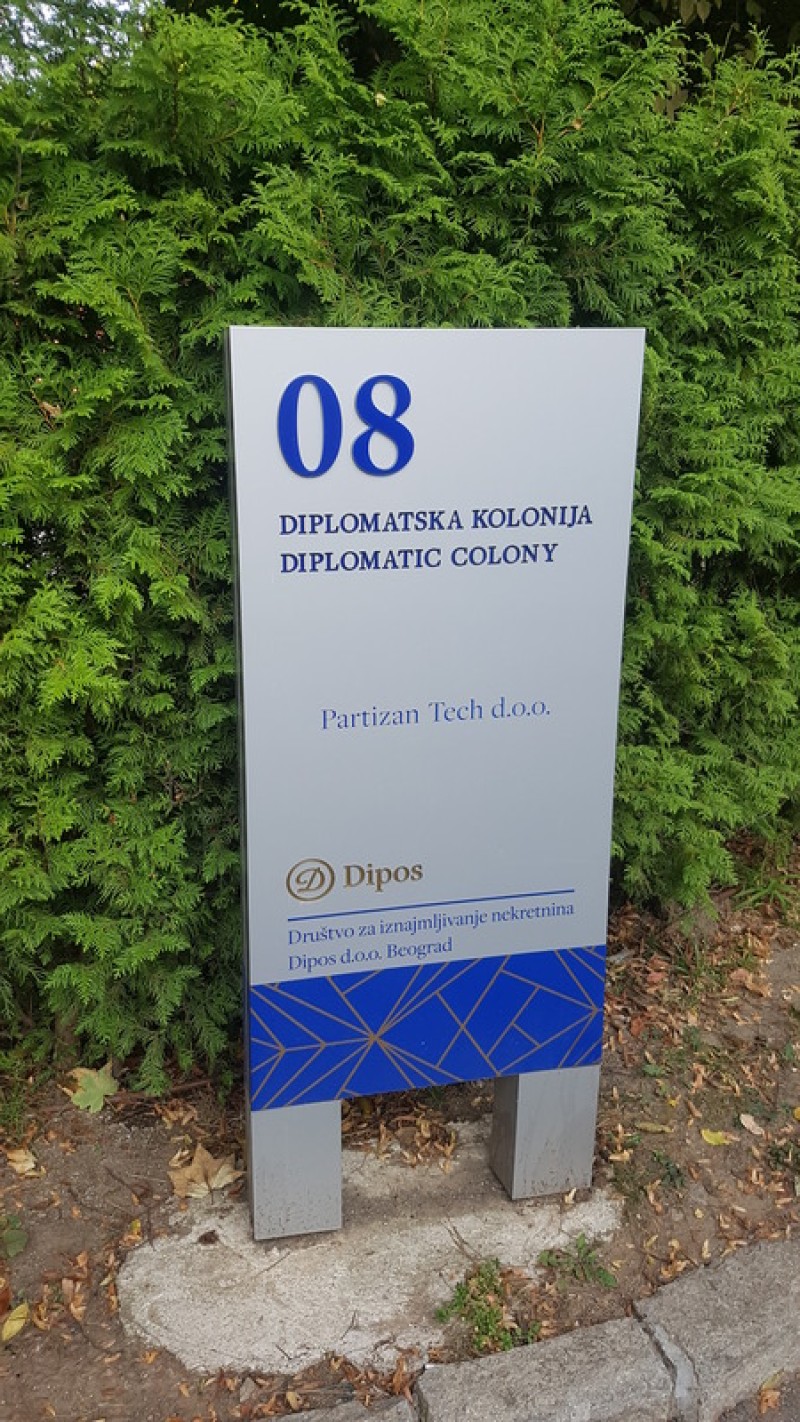 08
DIPLOMATSKA KOLONIJA
DIPLOMATIC COLONY
Partizan Tech d.o.o.
Dipos
Društvo za iznajmljivanje nekretnina
Dipos d.o.o. Beograd